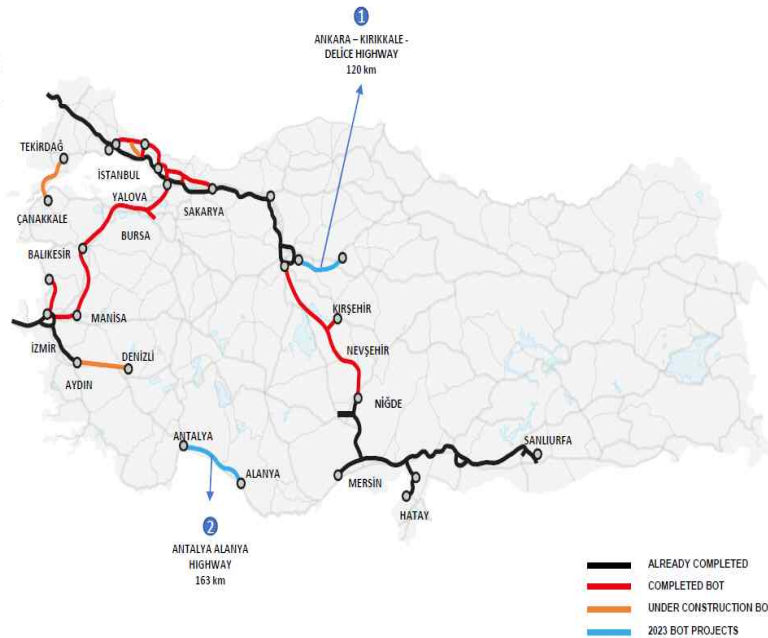 1
ANKARA – KIRIKKALE -
DELİCE HIGHWAY
120 km
TEKİRDAĞ
İSTANBUL
YALOVA
SAKARYA
ÇANAKKALE
BURSA
BALIKESİR
KIRŞEHİR
MANİSA
İZMİR
DENİZLİ
NEVŞEHİR
AYDIN
NİĞDE
ANTALYA
SANLIURFA
ALANYA
MERSİN
HATAY
2
ANTALYA ALANYA
HIGHWAY
163 km
ALREADY COMPLETED
COMPLETED BOT
UNDER CONSTRUCTION BO
2023 BOT PROJECTS